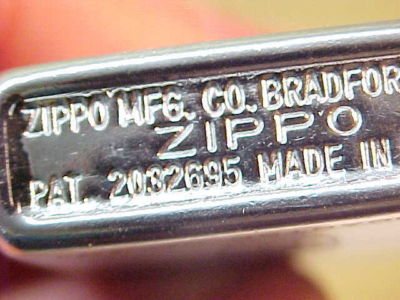 ZIPPO MFG. CO. BRADFOR
ZIPPO
PAT. 2032695 MADE IN